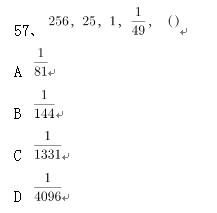 57、 256, 25, 1, 1/49, ()↵
A 1/81↵
B 1/144↵
C 1/1331↵
D 1/4096↵